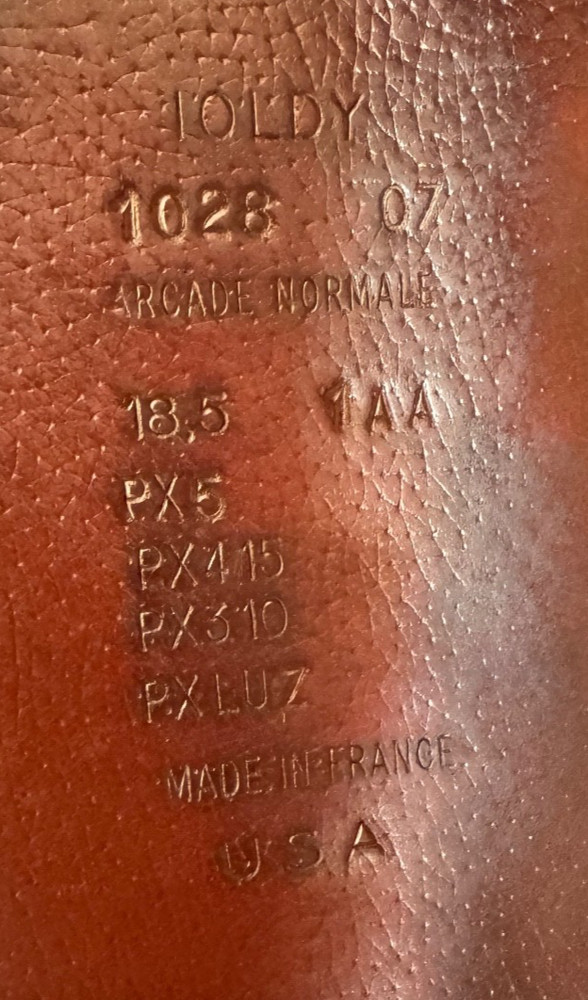 IOLDY
1028 07
ARCADE NORMALE
18,5 1AA
PX5
PX415
PX310
PXLUZ
MADE IN FRANCE
USA